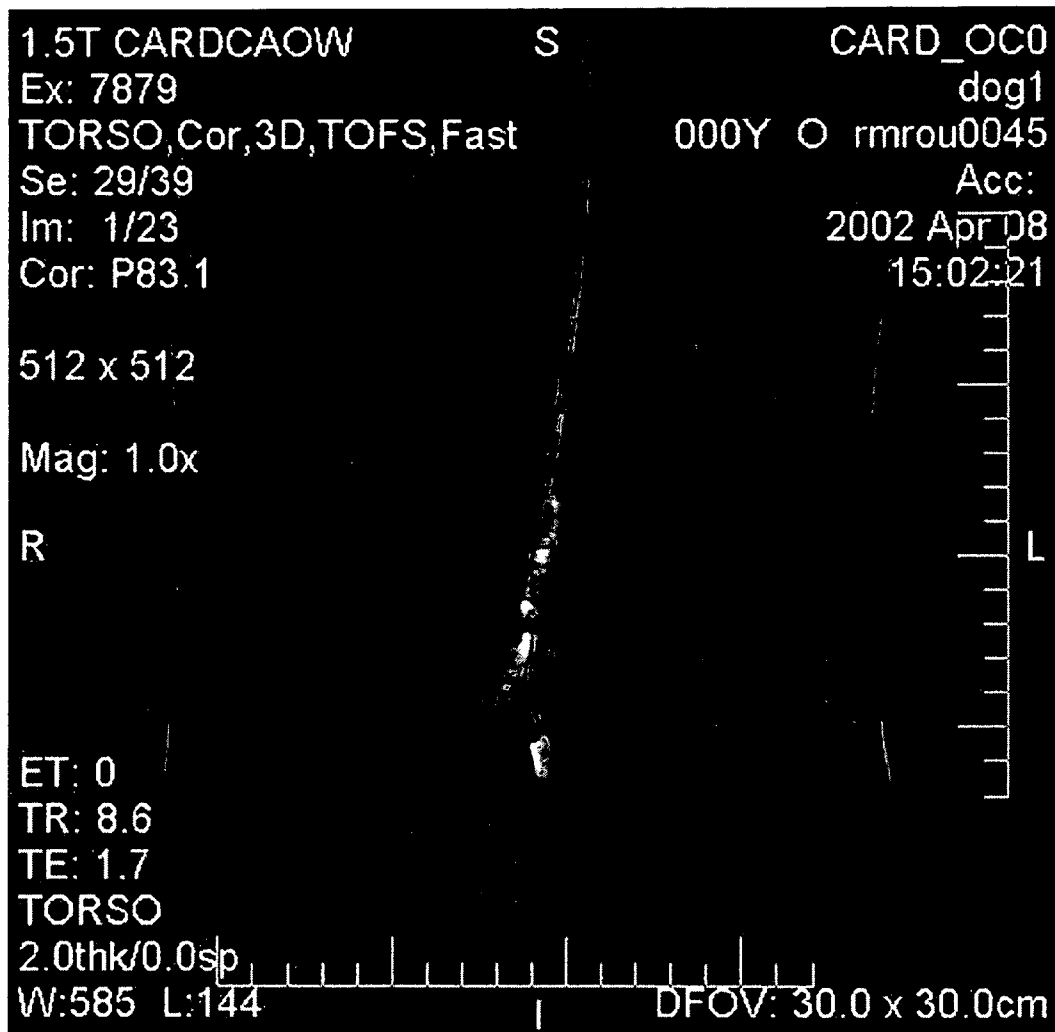 1.5T CARDCAOW
Ex: 7879
TORSO,Cor,3D,TOFS,Fast
Se: 29/39
Im: 1/23
Cor: P83.1
512 x 512
Mag: 1.0x
S
CARD_OC0
dog1
000Y O rmrou0045
Acc:
2002 Apr 08
15:02:21
R
L
ET: 0
TR: 8.6
TE: 1.7
TORSO
2.0thk/0.0sp
W:585 L:144
I
DFOV: 30.0 x 30.0cm